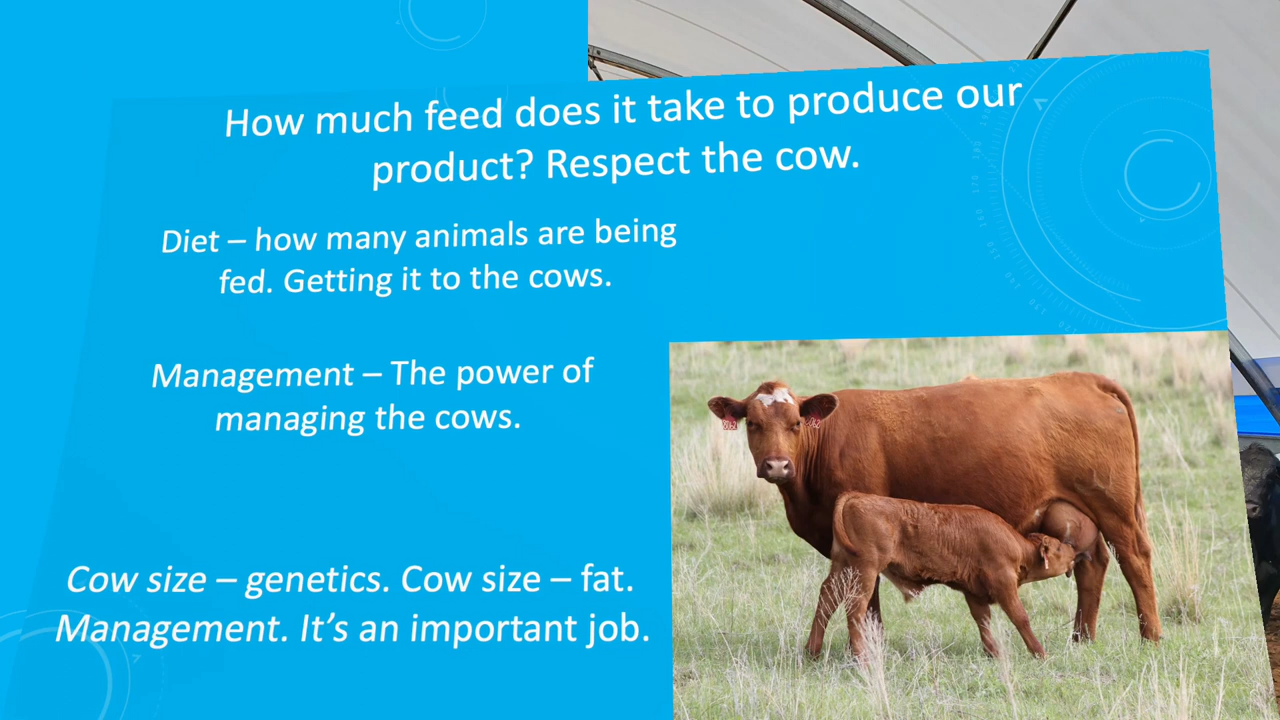 How much feed does it take to produce our
product? Respect the cow.
Diet – how many animals are being
fed. Getting it to the cows.
Management – The power of
managing the cows.
Cow size – genetics. Cow size – fat.
Management. It's an important job.